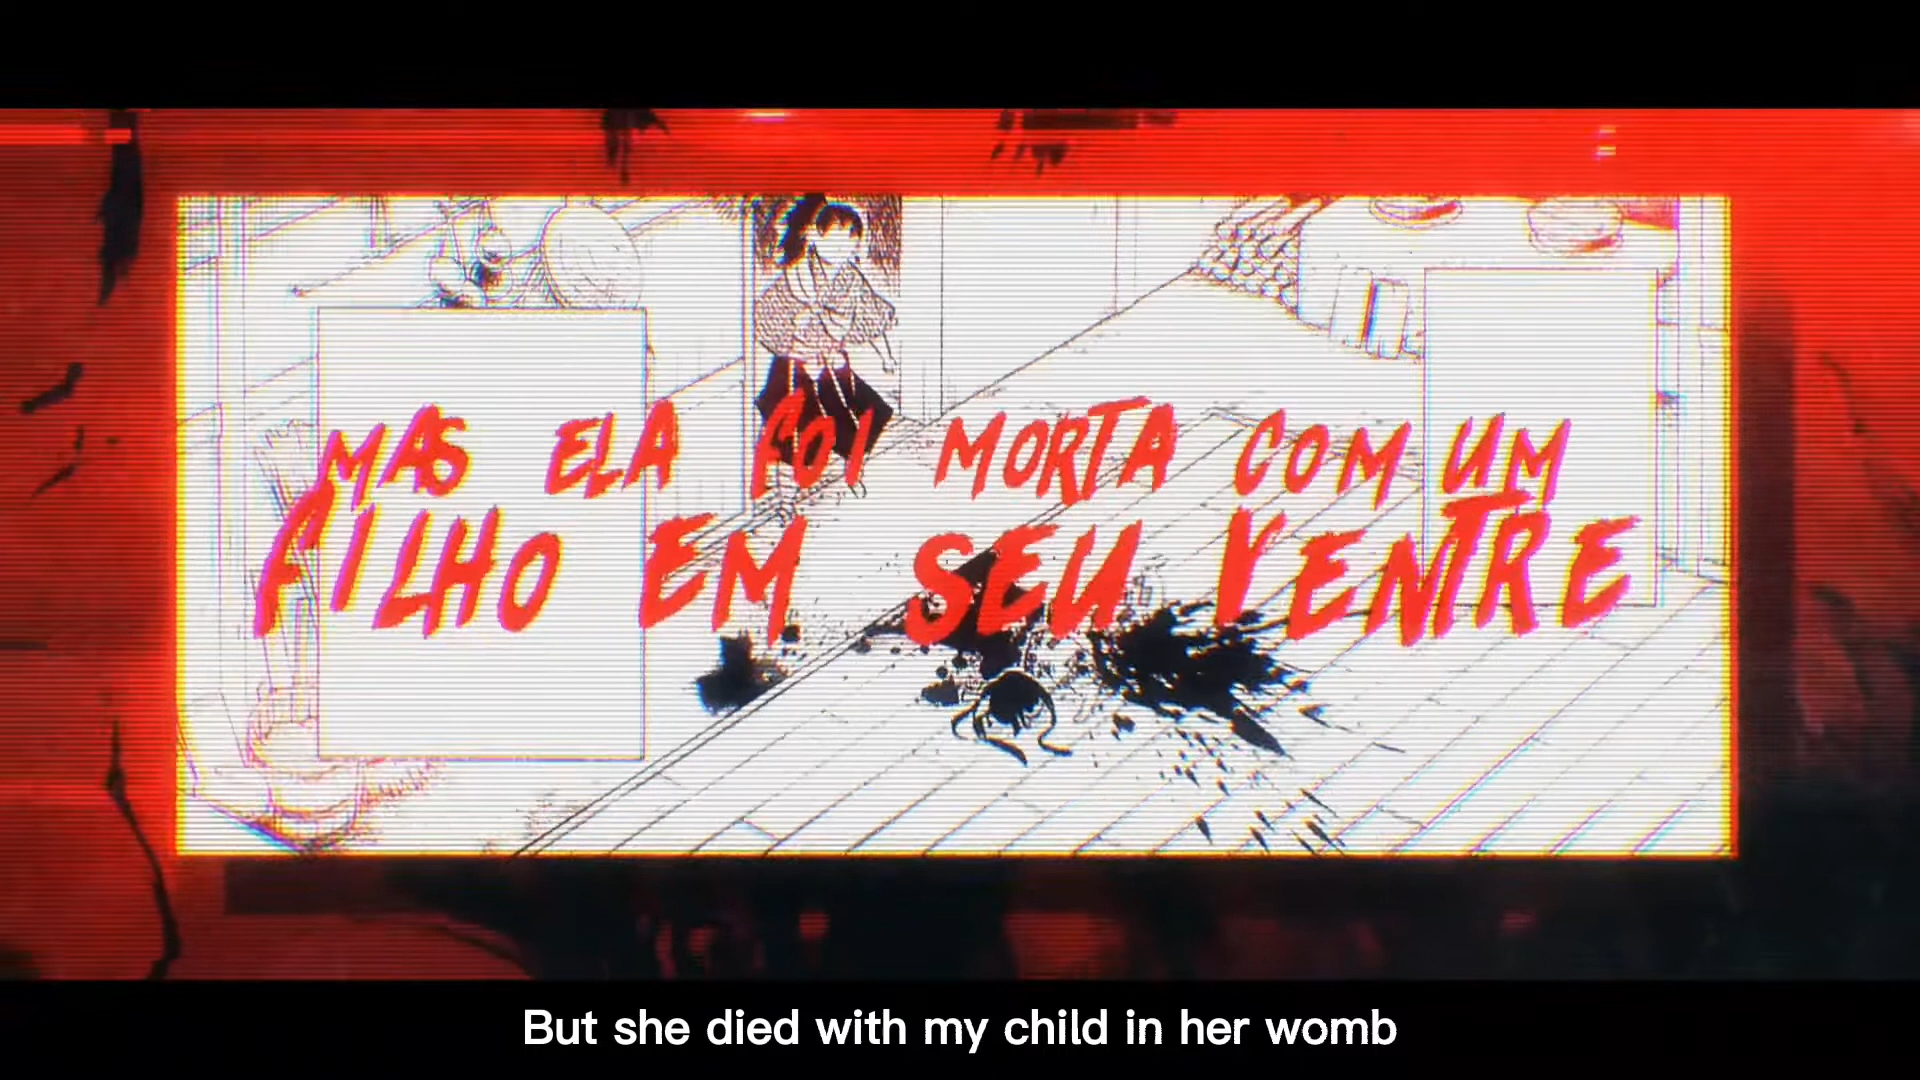 MAS ELA FOI MORTA COM UM
FILHO EM SEU VENTRE
But she died with my child in her womb